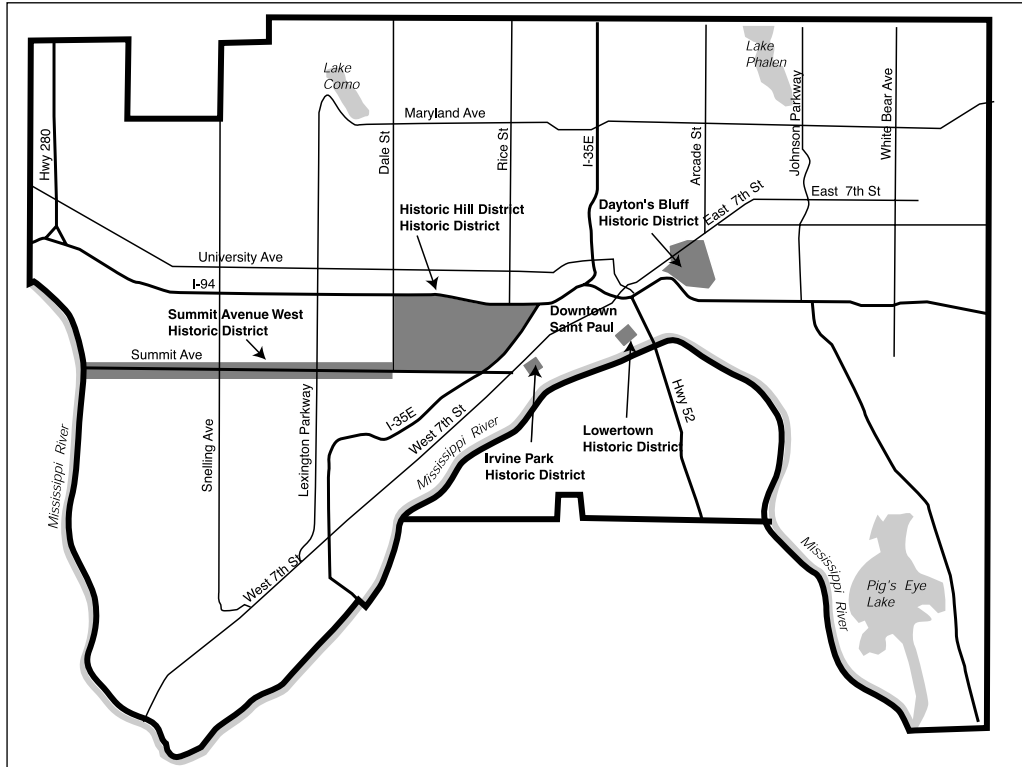 Lake
Como
Lake
Phalen
Maryland Ave
Hwy 280
Dale St
Rice St
I-35E
Arcade St
Johnson Parkway
White Bear Ave
East 7th St
East 7th St
Historic Hill District
Historic District
Dayton's Bluff
Historic District
University Ave
I-94
Summit Avenue West
Historic District
Summit Ave
Downtown
Saint Paul
Snelling Ave
Lexington Parkway
I-35E
West 7th St
Mississippi River
Hwy 52
Irvine Park
Historic District
Lowertown
Historic District
Mississippi River
West 7th St
Mississippi River
Pig's Eye
Lake